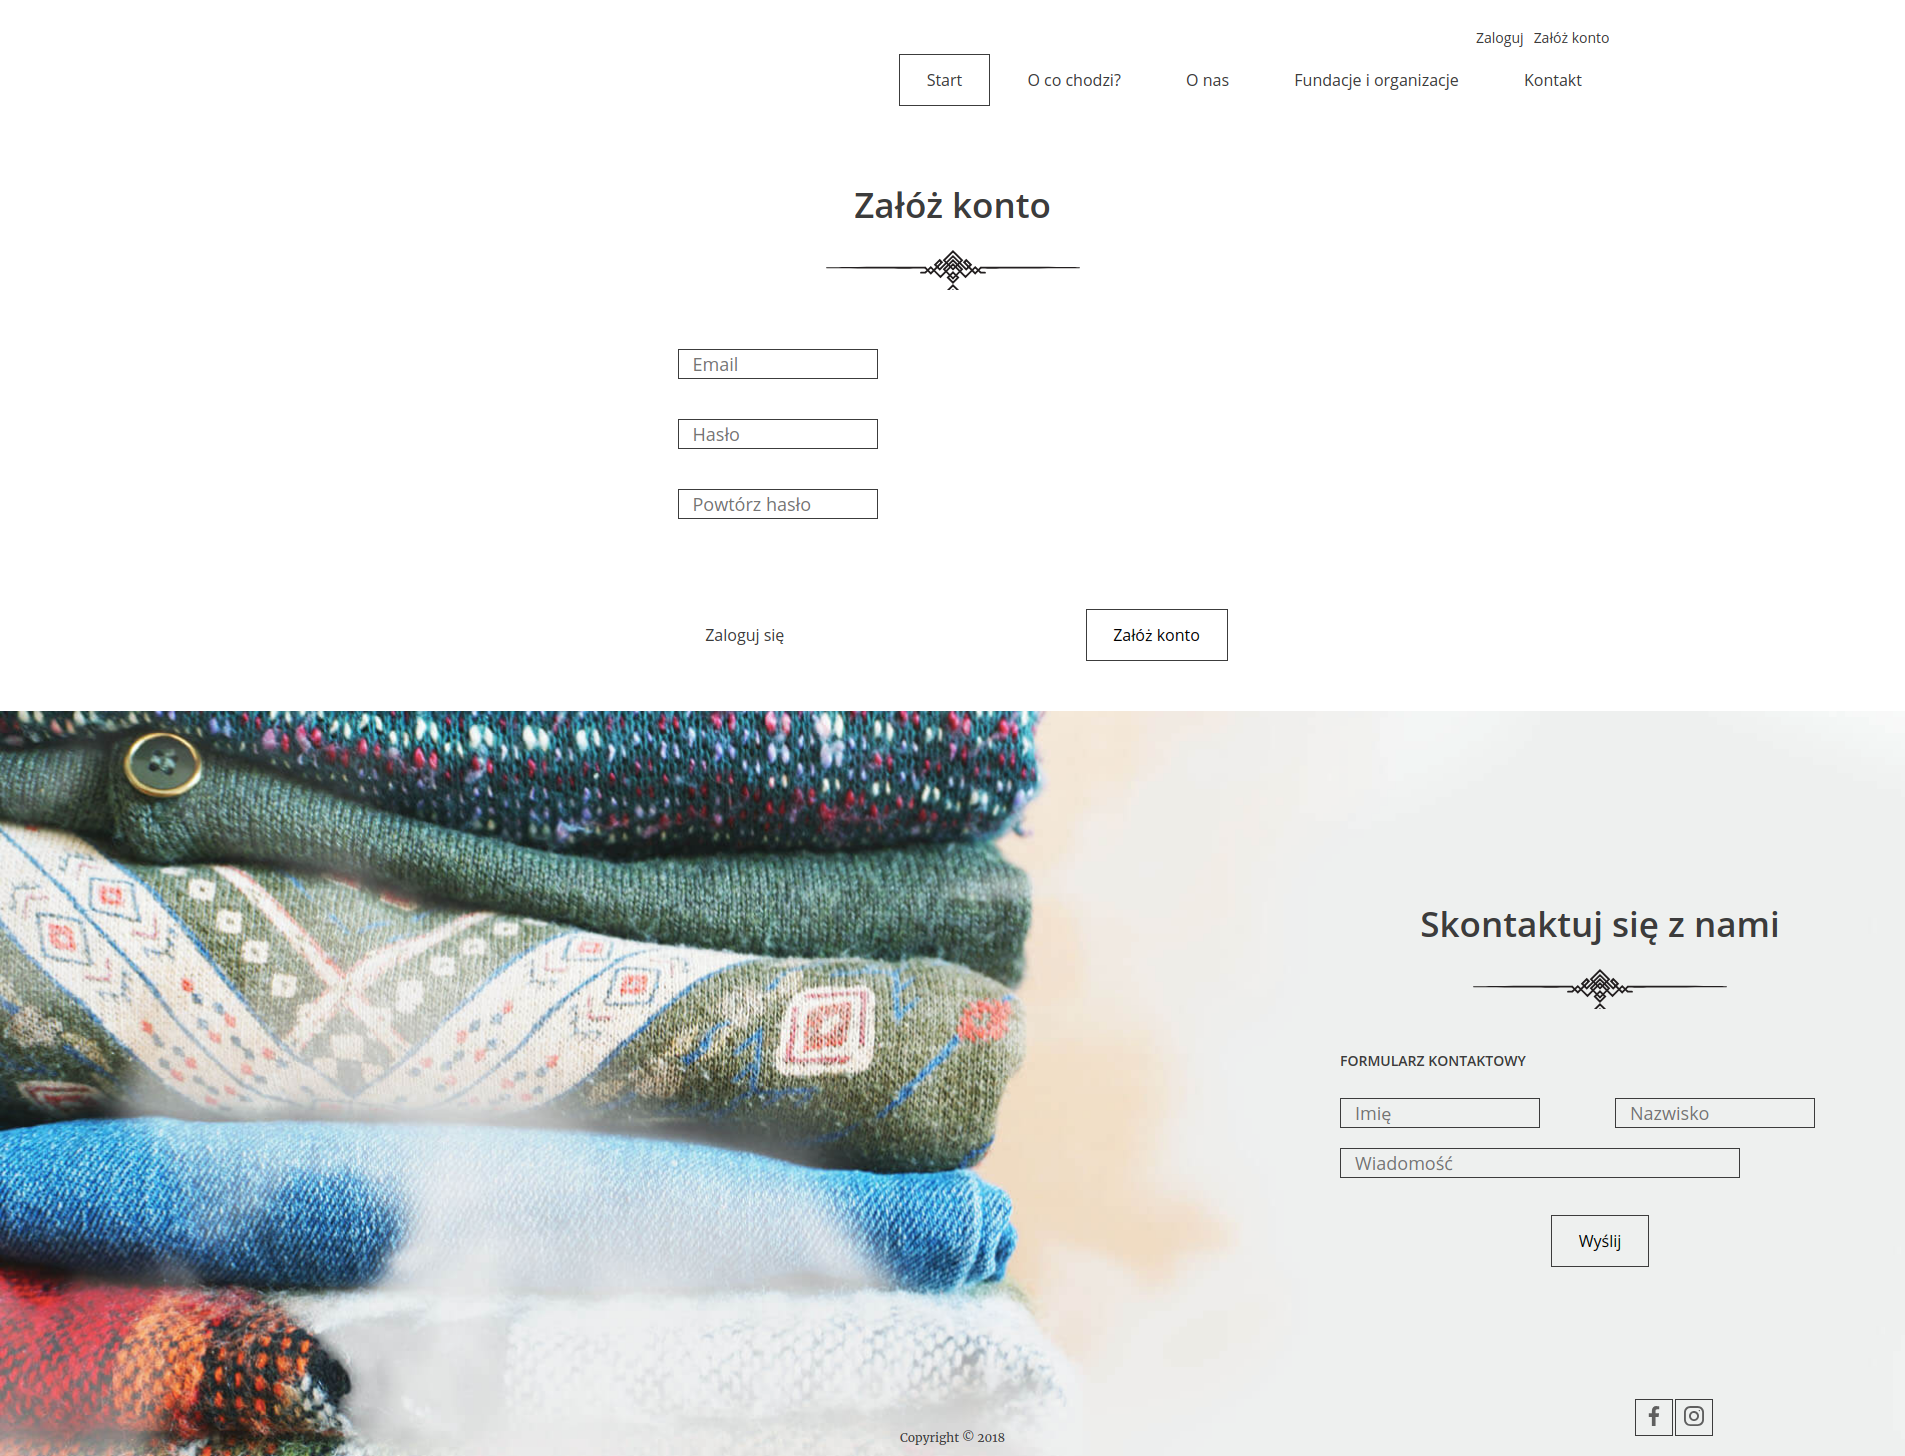 Zaloguj Załóż konto
Start O co chodzi? O nas Fundacje i organizacje Kontakt
Załóż konto
Email
Hasło
Powtórz hasło
Zaloguj się Załóż konto
Skontaktuj się z nami
FORMULARZ KONTAKTOWY
Imię Nazwisko
Wiadomość
Wyślij
Copyright © 2018